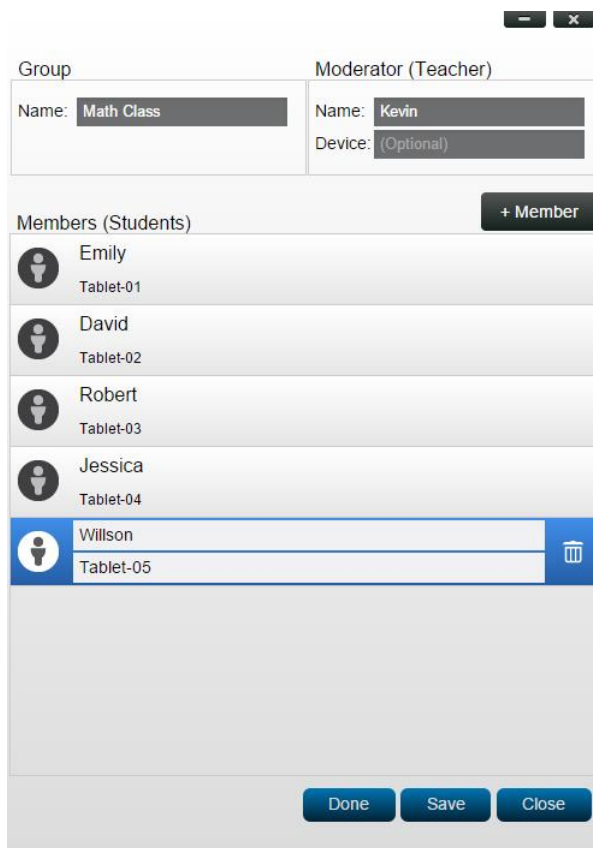 Group
Moderator (Teacher)
Name: Math Class
Name: Kevin
Device: (Optional)
Members (Students)
+ Member
Emily
Tablet-01
David
Tablet-02
Robert
Tablet-03
Jessica
Tablet-04
Willson
Tablet-05
Done Save Close